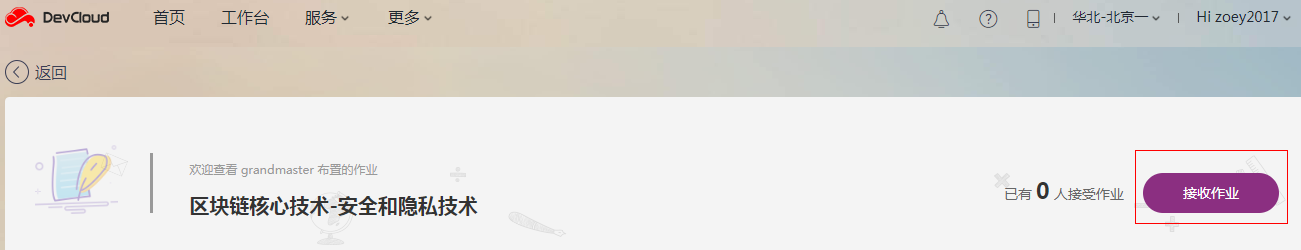 DevCloud 首页 工作台 服务 更多 华北-北京一 Hi zoey2017
返回
欢迎查看 grandmaster 布置的作业
区块链核心技术-安全和隐私技术
已有 0 人接受作业 接收作业